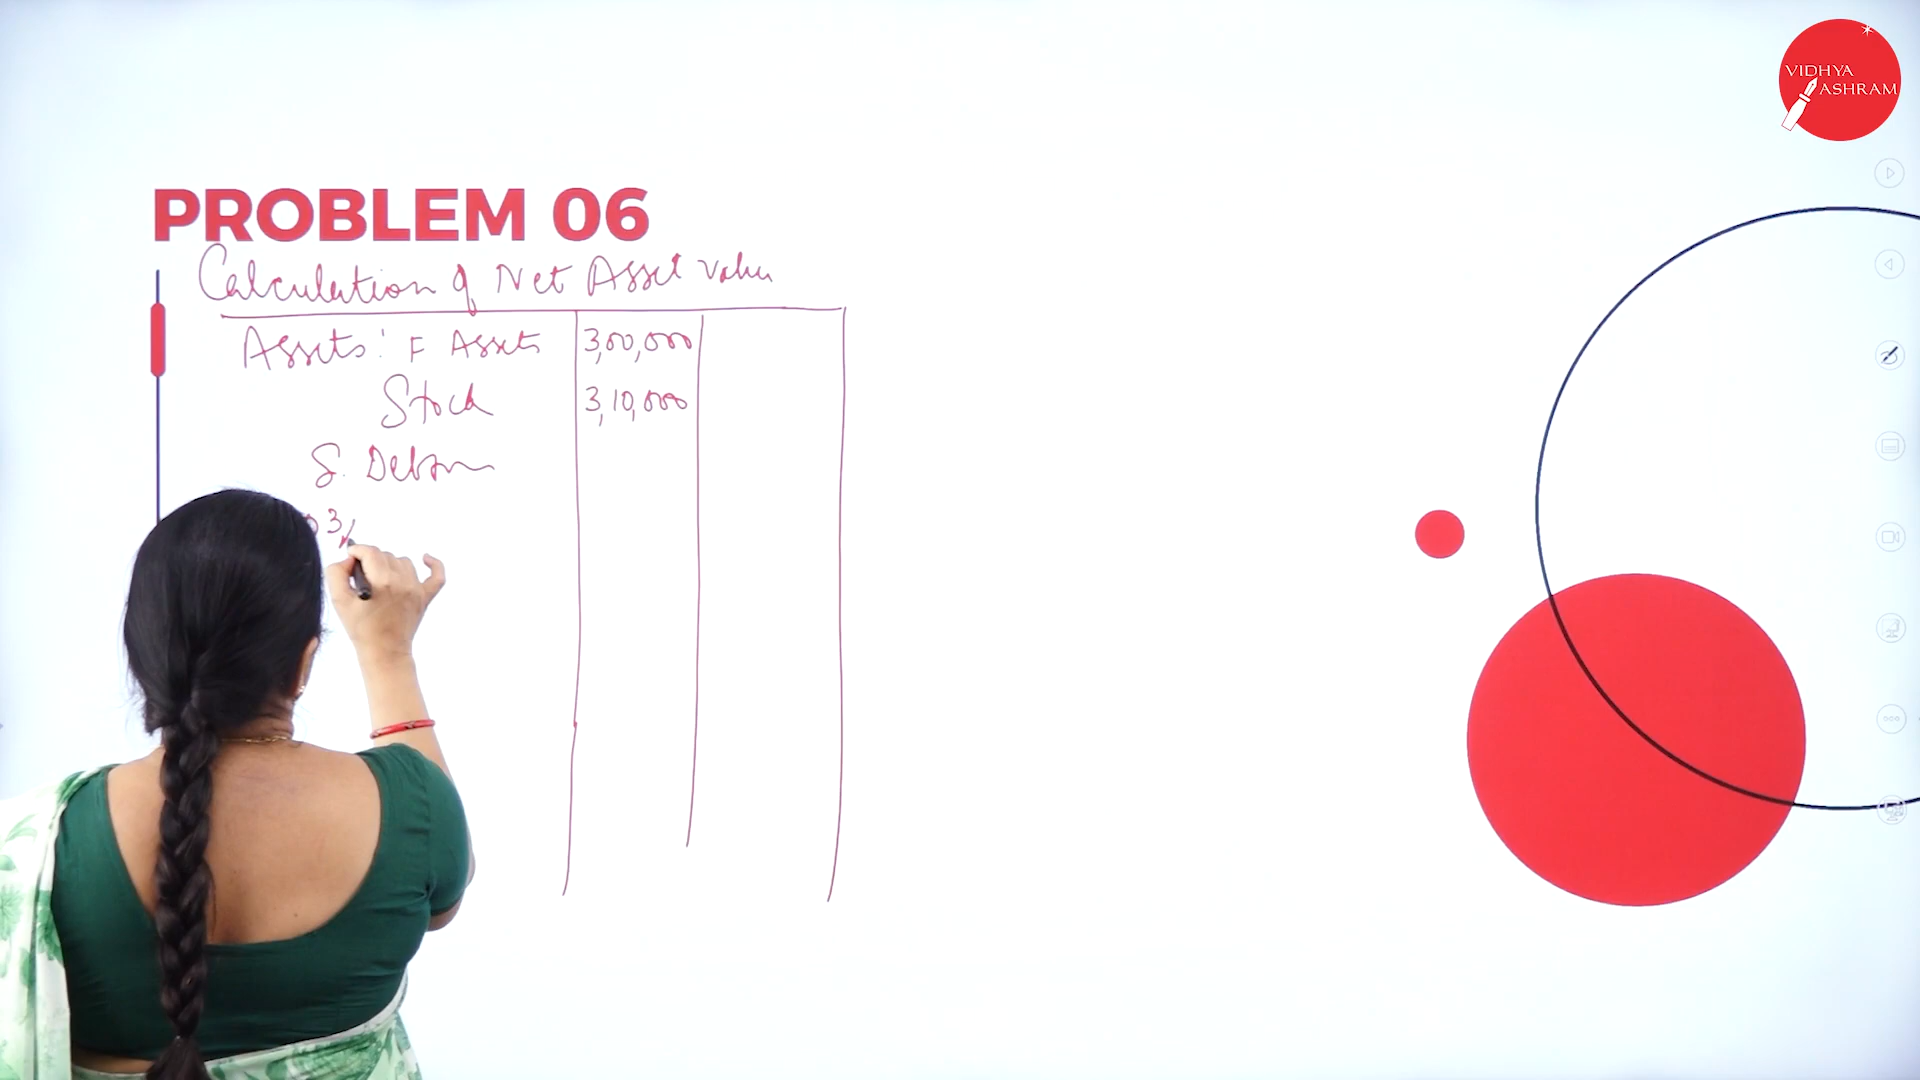 VIDHYA
ASHRAM
PROBLEM 06
Calculation of Net Asset Value
Assets: F Assets 3,00,000
Stock 3,10,000
S. Debtors
3,